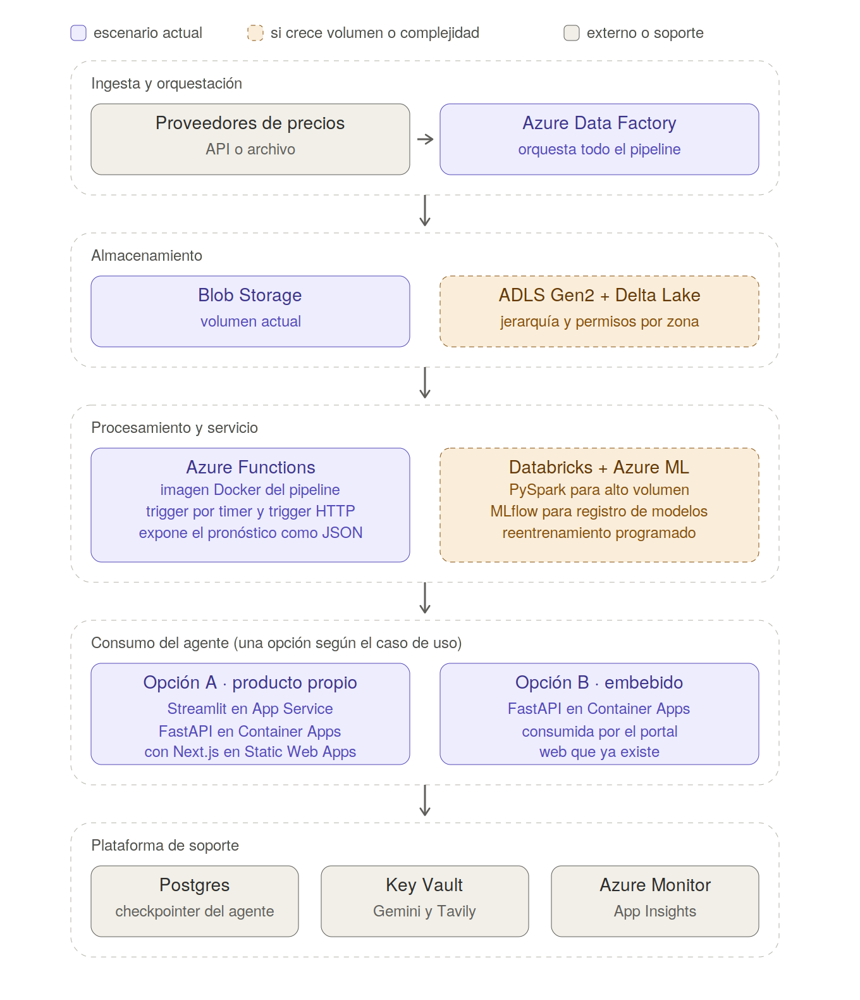 escenario actual
si crece volumen o complejidad
externo o soporte
Ingesta y orquestación
Proveedores de precios
API o archivo
Azure Data Factory
orquesta todo el pipeline
Almacenamiento
Blob Storage
volumen actual
ADLS Gen2 + Delta Lake
jerarquía y permisos por zona
Procesamiento y servicio
Azure Functions
imagen Docker del pipeline
trigger por timer y trigger HTTP
expone el pronóstico como JSON
Databricks + Azure ML
PySpark para alto volumen
MLflow para registro de modelos
reentrenamiento programado
Consumo del agente (una opción según el caso de uso)
Opción A · producto propio
Streamlit en App Service
FastAPI en Container Apps
con Next.js en Static Web Apps
Opción B · embebido
FastAPI en Container Apps
consumida por el portal
web que ya existe
Plataforma de soporte
Postgres
checkpointer del agente
Key Vault
Gemini y Tavily
Azure Monitor
App Insights